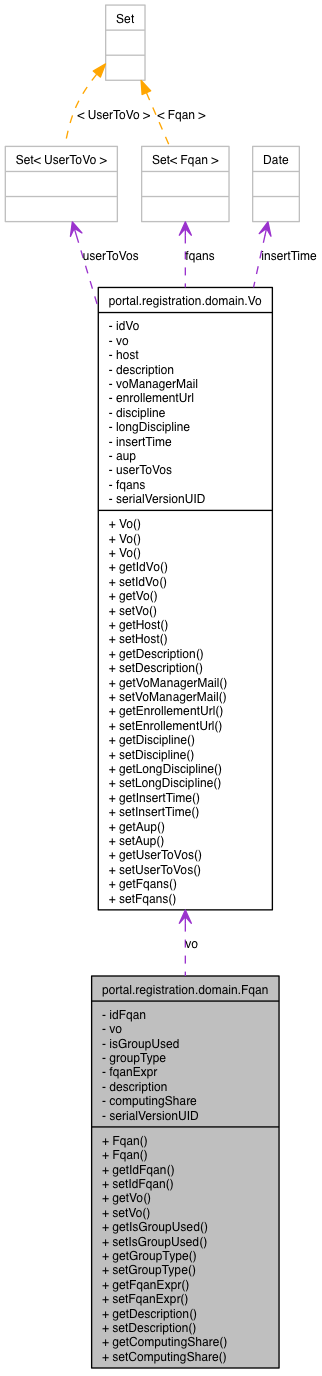 Set
< UserToVo >
< Fqan >
Set< UserToVo >
Set< Fqan >
Date
userToVos
fqans
insertTime
portal.registration.domain.Vo
- idVo
- vo
- host
- description
- voManagerMail
- enrollementUrl
- discipline
- longDiscipline
- insertTime
- aup
- userToVos
- fqans
- serialVersionUID
+ Vo()
+ Vo()
+ Vo()
+ getIdVo()
+ setIdVo()
+ getVo()
+ setVo()
+ getHost()
+ setHost()
+ getDescription()
+ setDescription()
+ getVoManagerMail()
+ setVoManagerMail()
+ getEnrollementUrl()
+ setEnrollementUrl()
+ getDiscipline()
+ setDiscipline()
+ getLongDiscipline()
+ setLongDiscipline()
+ getInsertTime()
+ setInsertTime()
+ getAup()
+ setAup()
+ getUserToVos()
+ setUserToVos()
+ getFqans()
+ setFqans()
vo
portal.registration.domain.Fqan
- idFqan
- vo
- isGroupUsed
- groupType
- fqanExpr
- description
- computingShare
- serialVersionUID
+ Fqan()
+ Fqan()
+ getIdFqan()
+ setIdFqan()
+ getVo()
+ setVo()
+ getIsGroupUsed()
+ setIsGroupUsed()
+ getGroupType()
+ setGroupType()
+ getFqanExpr()
+ setFqanExpr()
+ getDescription()
+ setDescription()
+ getComputingShare()
+ setComputingShare()